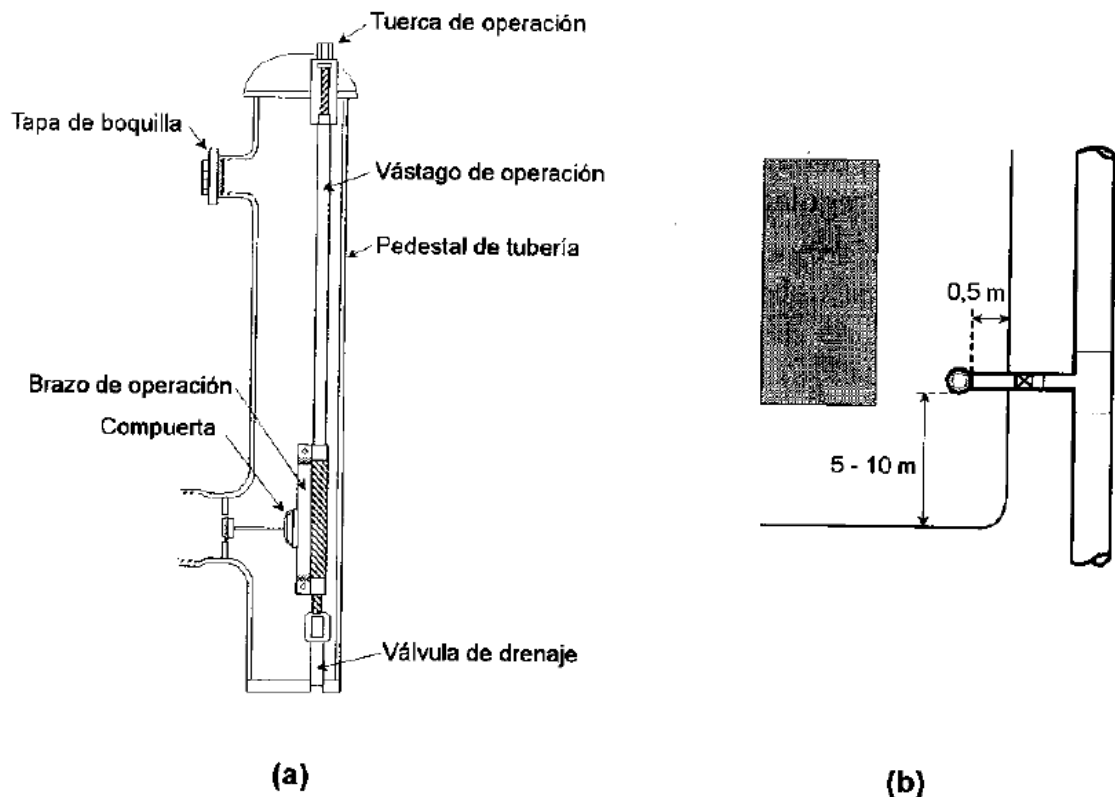 Tuerca de operación
Tapa de boquilla
Vástago de operación
Pedestal de tubería
Brazo de operación
Compuerta
Válvula de drenaje
(a)
0,5 m
5 - 10 m
(b)